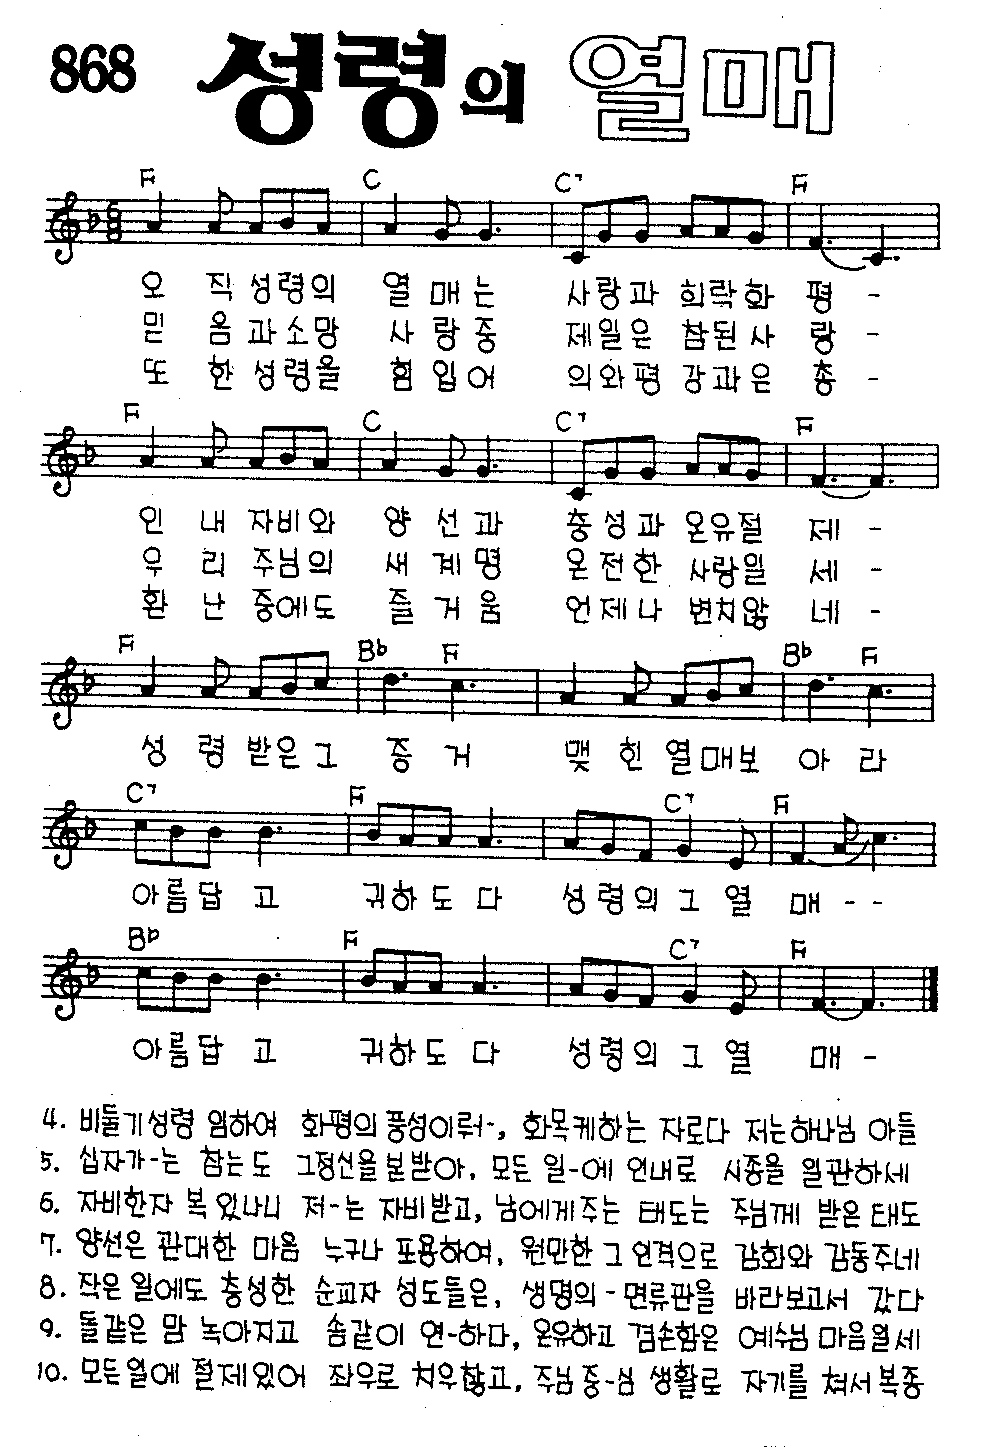 868 성령의 열매
F C C7 F
오 직 성령의 열 매 는 사랑과 희락화 평 -
믿 음과소망 사 랑 중 제일은 참된사 랑 -
또 한 성령을 힘 입 어 의와평 강과은 총 -
F C C7 F
인 내 자비와 양 선 과 충성과 온유절 제 -
우 리 주님의 새 계 명 온전한 사랑일 세 -
환 난 중에도 즐 거 움 언제나 변치않 네 -
F Bb F Bb F
성 령 받은그 증 거 맺 힌 열매보 아 라
C7 F C7 F
아름답 고 귀하도 다 성령의 그 열 매 - -
Bb F C7 F
아름답 고 귀하도 다 성령의 그 열 매 -
4. 비둘기성령 임하여 화평의 풍성이뤄-, 화목케하는 자로다 저는하나님 아들
5. 십자가-는 참는도 그정신을본받아, 모든 일-에 인내로 시종을 일관하세
6. 자비한자 복 있나니 저-는 자비받고, 남에게주는 태도는 주님께 받은태도
7. 양선은 관대한 마음 누구나 포용하여, 원만한 그 인격으로 감화와 감동주네
8. 작은 일에도 충성한 순교자 성도들은, 생명의 - 면류관을 바라보고서 갔다
9. 돌같은 맘 녹아지고 솜같이 연-하다, 온유하고 겸손함은 예수님 마음일세
10. 모든일에 절제있어 좌우로 치우찮고, 주님중-심 생활로 자기를 쳐서복종